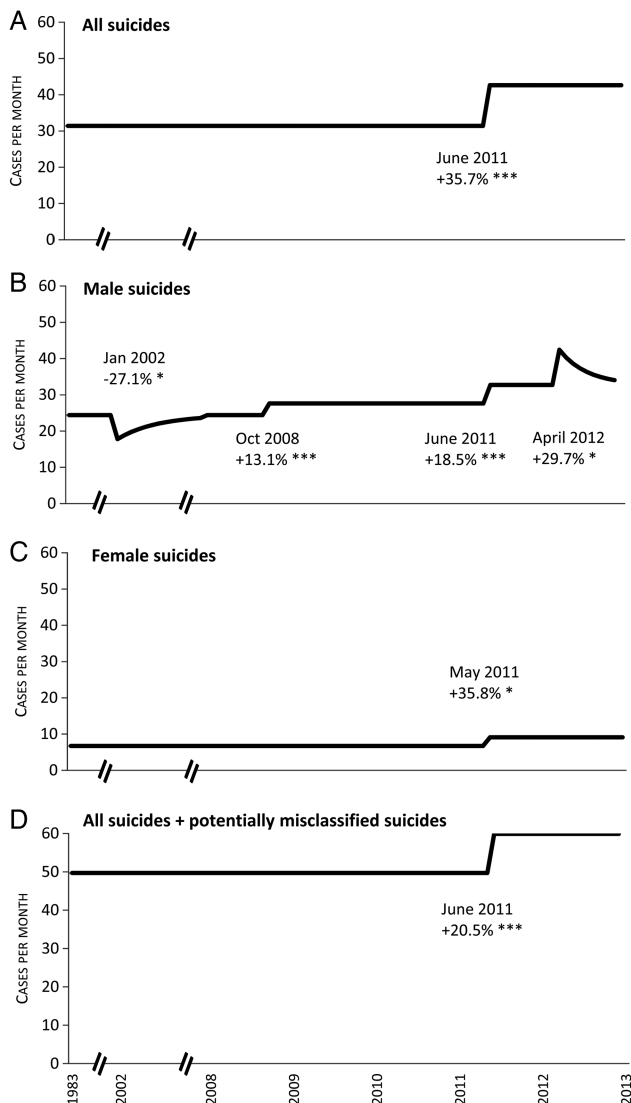 A
All suicides
60
50
40
30
20
10
0
CASES PER MONTH
June 2011
+35.7% ***
B
Male suicides
60
50
40
30
20
10
0
CASES PER MONTH
Jan 2002
-27.1% *
Oct 2008
+13.1% ***
June 2011
+18.5% ***
April 2012
+29.7% *
C
Female suicides
60
50
40
30
20
10
0
CASES PER MONTH
May 2011
+35.8% *
D
All suicides + potentially misclassified suicides
60
50
40
30
20
10
0
CASES PER MONTH
June 2011
+20.5% ***
1983
2002
2008
2009
2010
2011
2012
2013